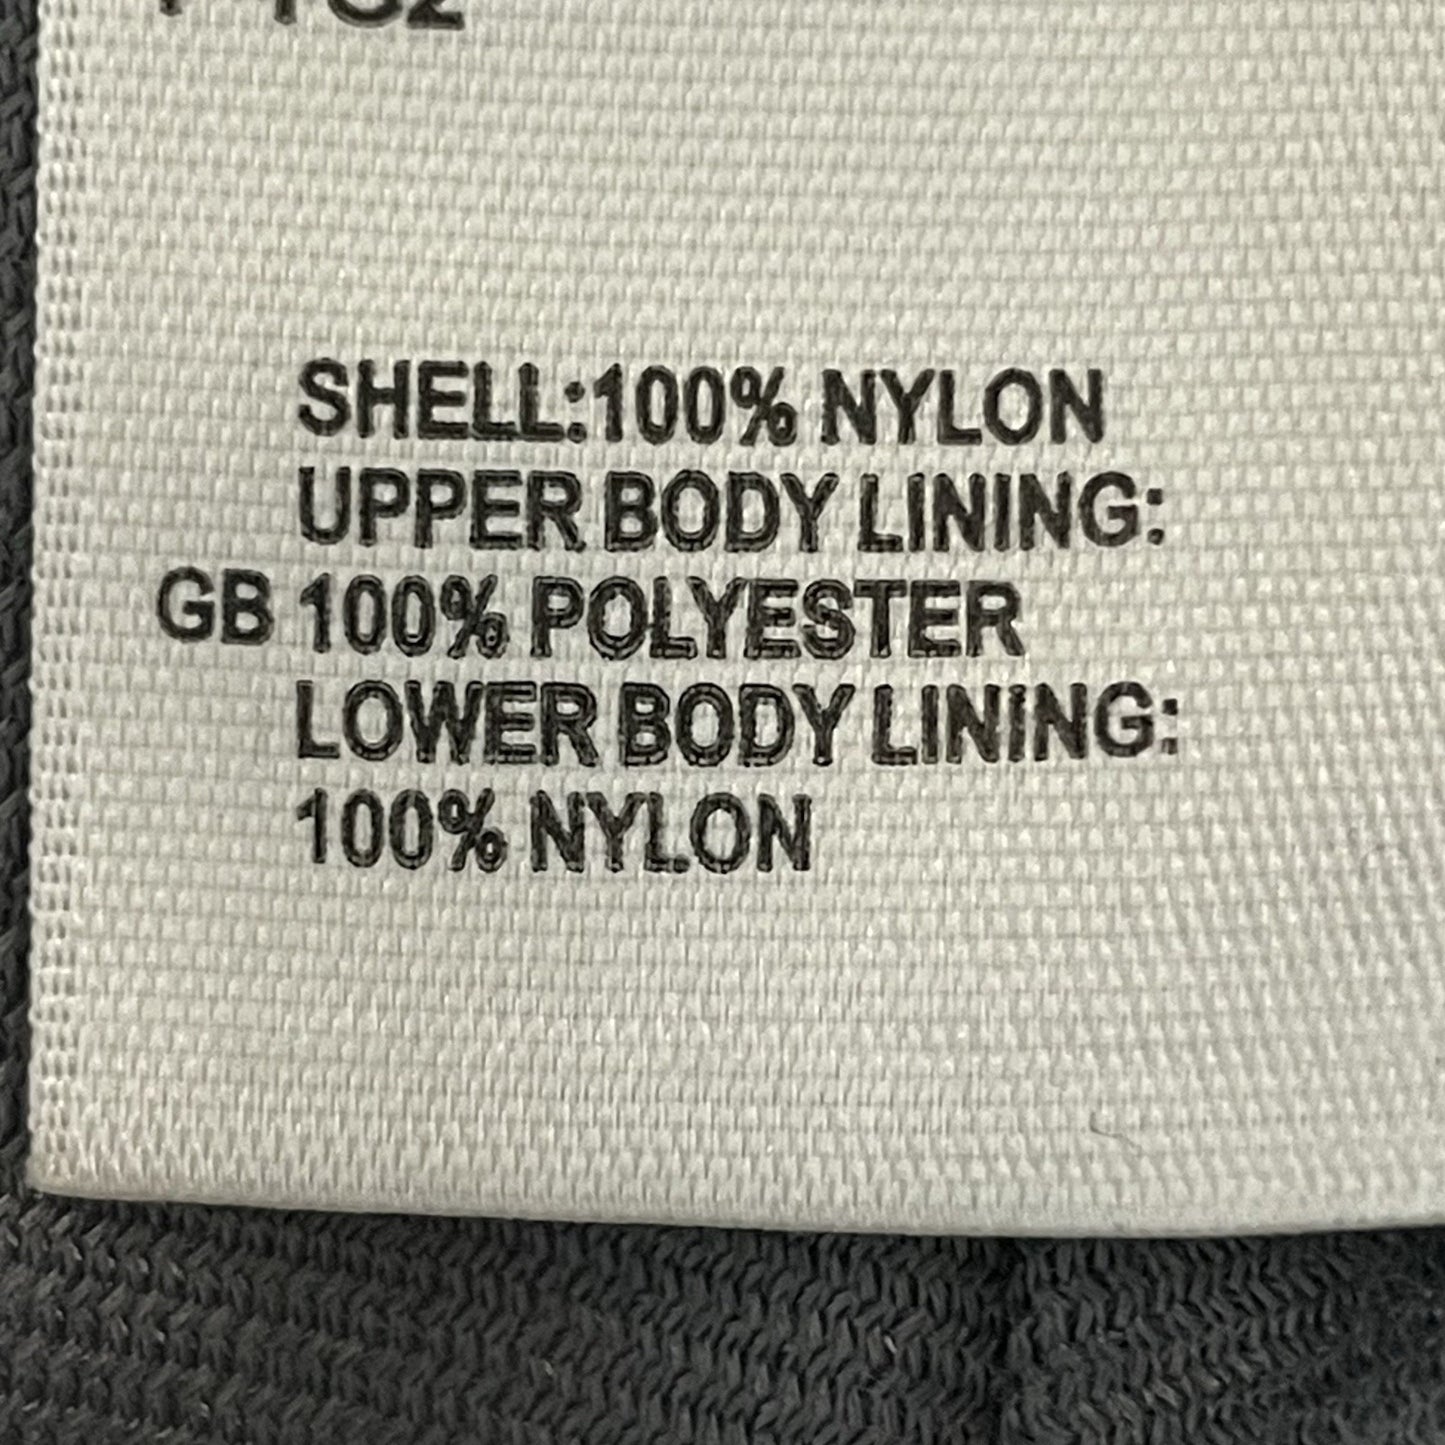 SHELL:100% NYLON
UPPER BODY LINING:
GB 100% POLYESTER
LOWER BODY LINING:
100% NYLON